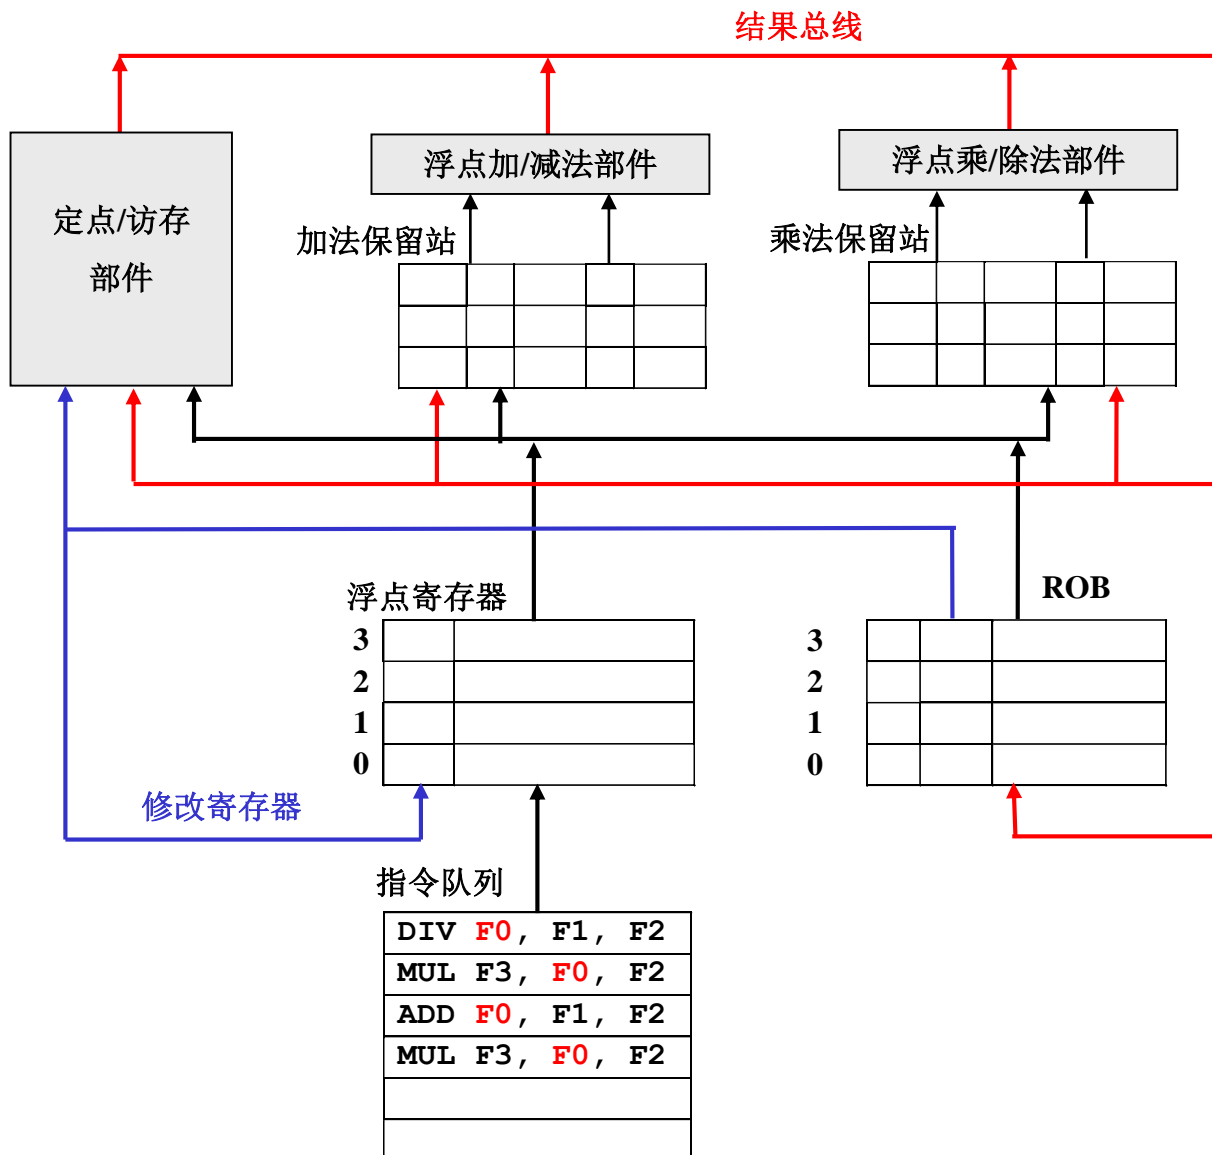 结果总线
定点/访存
部件
浮点加/减法部件
浮点乘/除法部件
加法保留站
乘法保留站
浮点寄存器
ROB
3
2
1
0
3
2
1
0
修改寄存器
指令队列
DIV F0, F1, F2
MUL F3, F0, F2
ADD F0, F1, F2
MUL F3, F0, F2